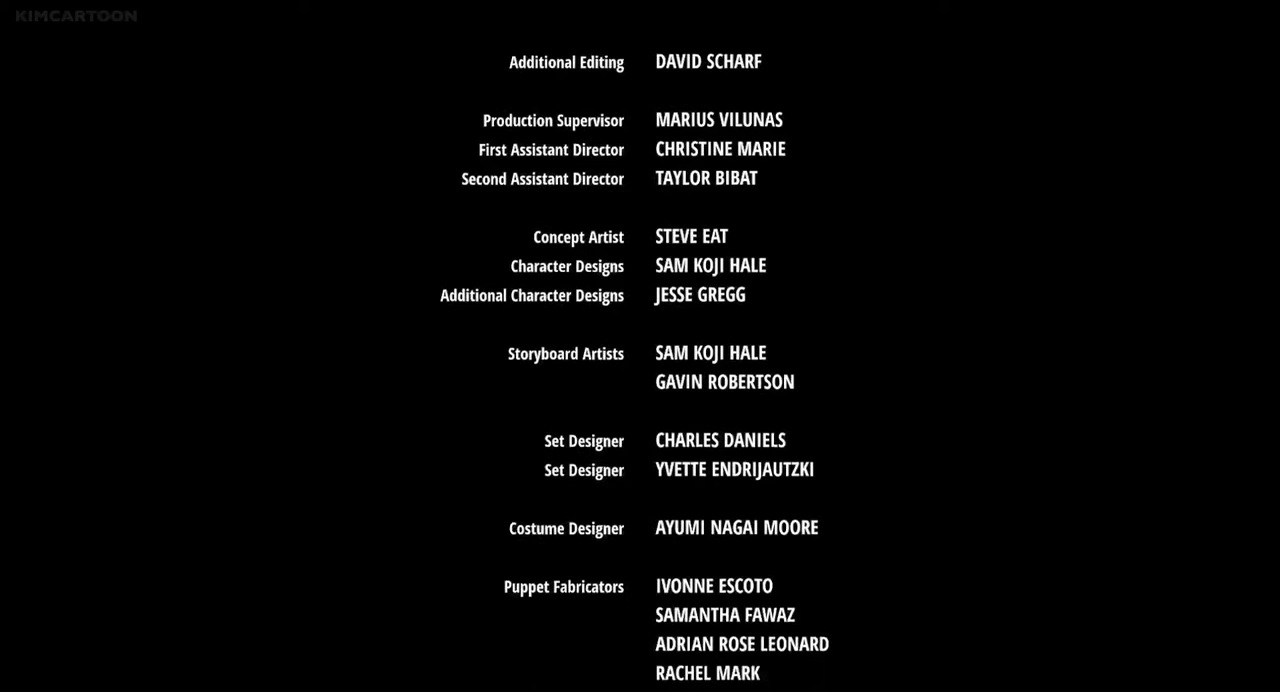 KIMCARTOON
Additional Editing DAVID SCHARF
Production Supervisor MARIUS VILUNAS
First Assistant Director CHRISTINE MARIE
Second Assistant Director TAYLOR BIBAT
Concept Artist STEVE EAT
Character Designs SAM KOJI HALE
Additional Character Designs JESSE GREGG
Storyboard Artists SAM KOJI HALE
GAVIN ROBERTSON
Set Designer CHARLES DANIELS
Set Designer YVETTE ENDRIJAUTZKI
Costume Designer AYUMI NAGAI MOORE
Puppet Fabricators IVONNE ESCOTO
SAMANTHA FAWAZ
ADRIAN ROSE LEONARD
RACHEL MARK